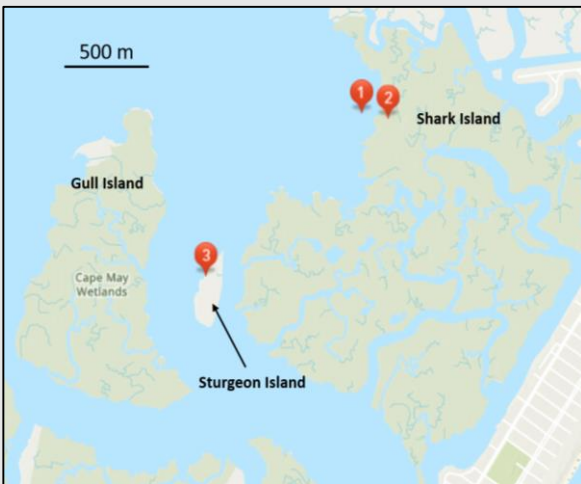 500 m
1
2
Shark Island
Gull Island
3
Cape May
Wetlands
Sturgeon Island